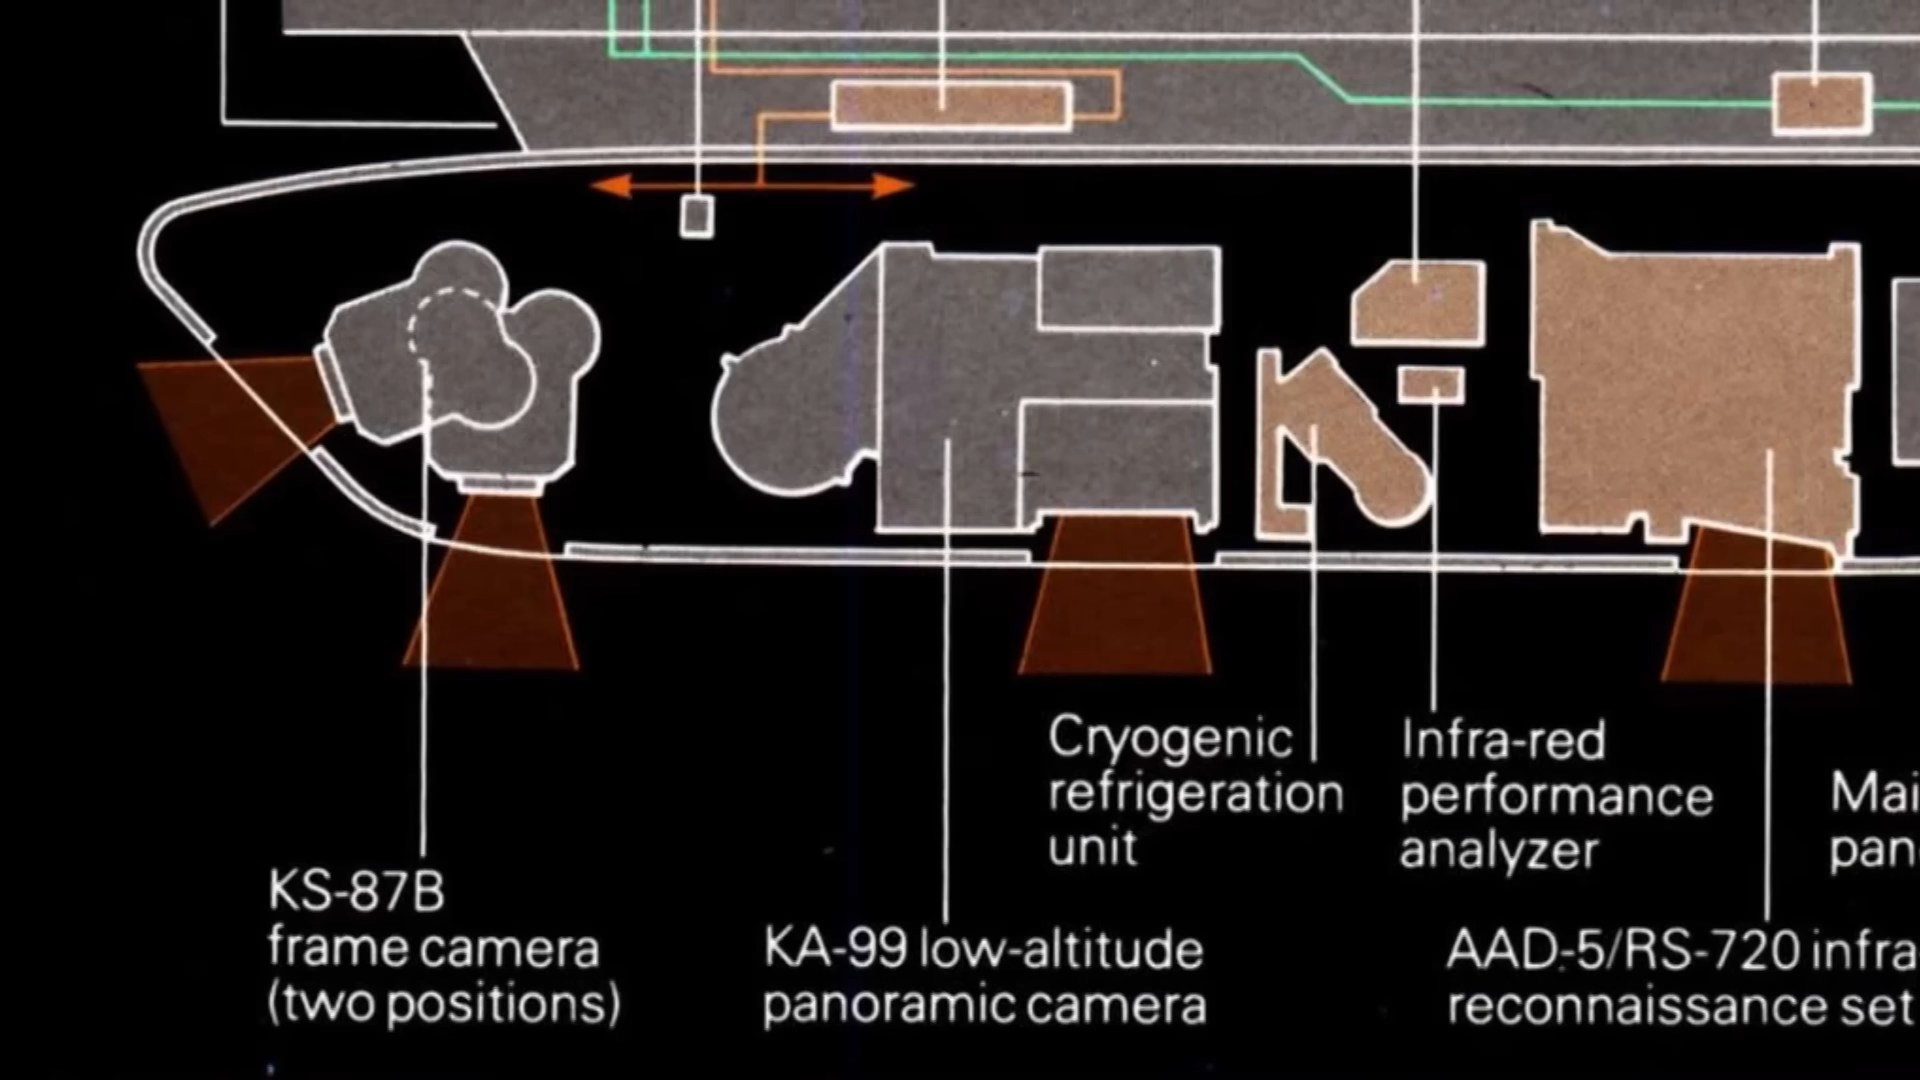 Cryogenic
refrigeration
unit
Infra-red
performance
analyzer
KS-87B
frame camera
(two positions)
KA-99 low-altitude
panoramic camera
AAD-5/RS-720 infra-
reconnaissance set